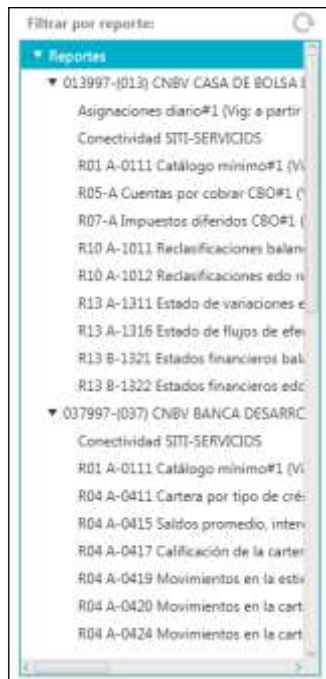 Filtrar por reporte:
Reportes
013997-(013) CNBV CASA DE BOLSA
Asignaciones diario#1 (Vig: a partir
Conectividad SITI-SERVICIOS
R01 A-0111 Catálogo mínimo#1 (Vi
R05-A Cuentas por cobrar CBO#1 (
R07-A Impuestos diferidos CBO#1 (
R10 A-1011 Reclasificaciones balan
R10 A-1012 Reclasificaciones edo r
R13 A-1311 Estado de variaciones e
R13 A-1316 Estado de flujos de efe
R13 B-1321 Estados financieros bala
R13 B-1322 Estados financieros edo
037997-(037) CNBV BANCA DESARRO
Conectividad SITI-SERVICIOS
R01 A-0111 Catálogo mínimo#1 (Vi
R04 A-0411 Cartera por tipo de cré
R04 A-0415 Saldos promedio, inter
R04 A-0417 Calificación de la carter
R04 A-0419 Movimientos en la esti
R04 A-0420 Movimientos en la cart
R04 A-0424 Movimientos en la cart